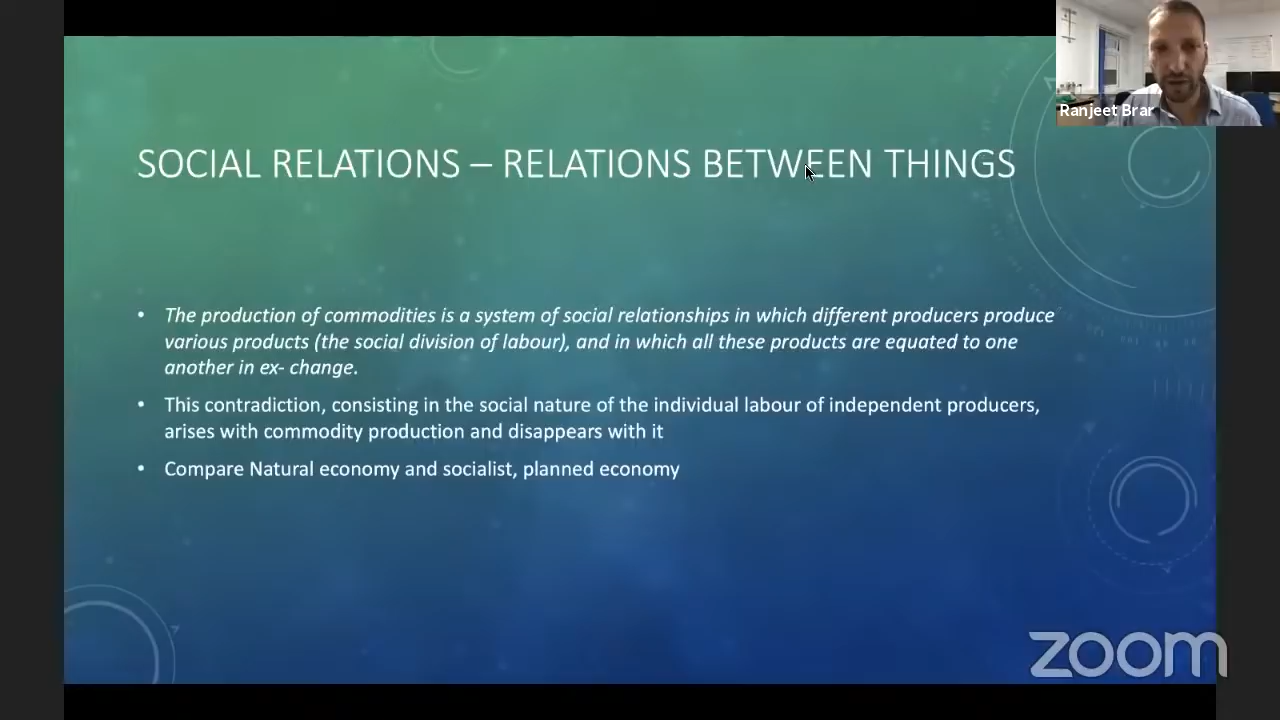 Ranjeet Brar
SOCIAL RELATIONS – RELATIONS BETWEEN THINGS
• The production of commodities is a system of social relationships in which different producers produce
various products (the social division of labour), and in which all these products are equated to one
another in ex- change.
• This contradiction, consisting in the social nature of the individual labour of independent producers,
arises with commodity production and disappears with it
• Compare Natural economy and socialist, planned economy
zoom